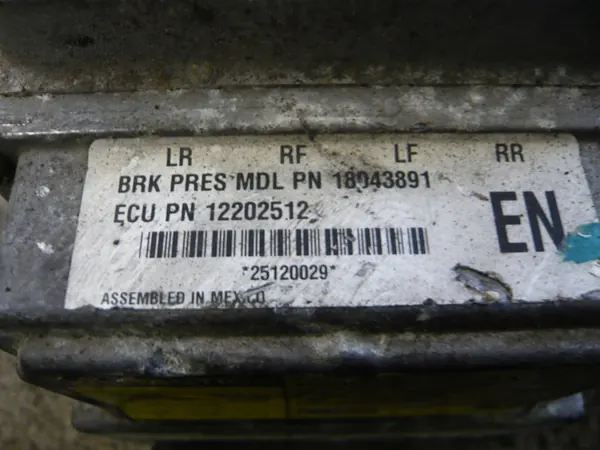 LR RF LF RR
BRK PRES MDL PN 18043891
ECU PN 12202512
EN
*25120029*
ASSEMBLED IN MEXICO